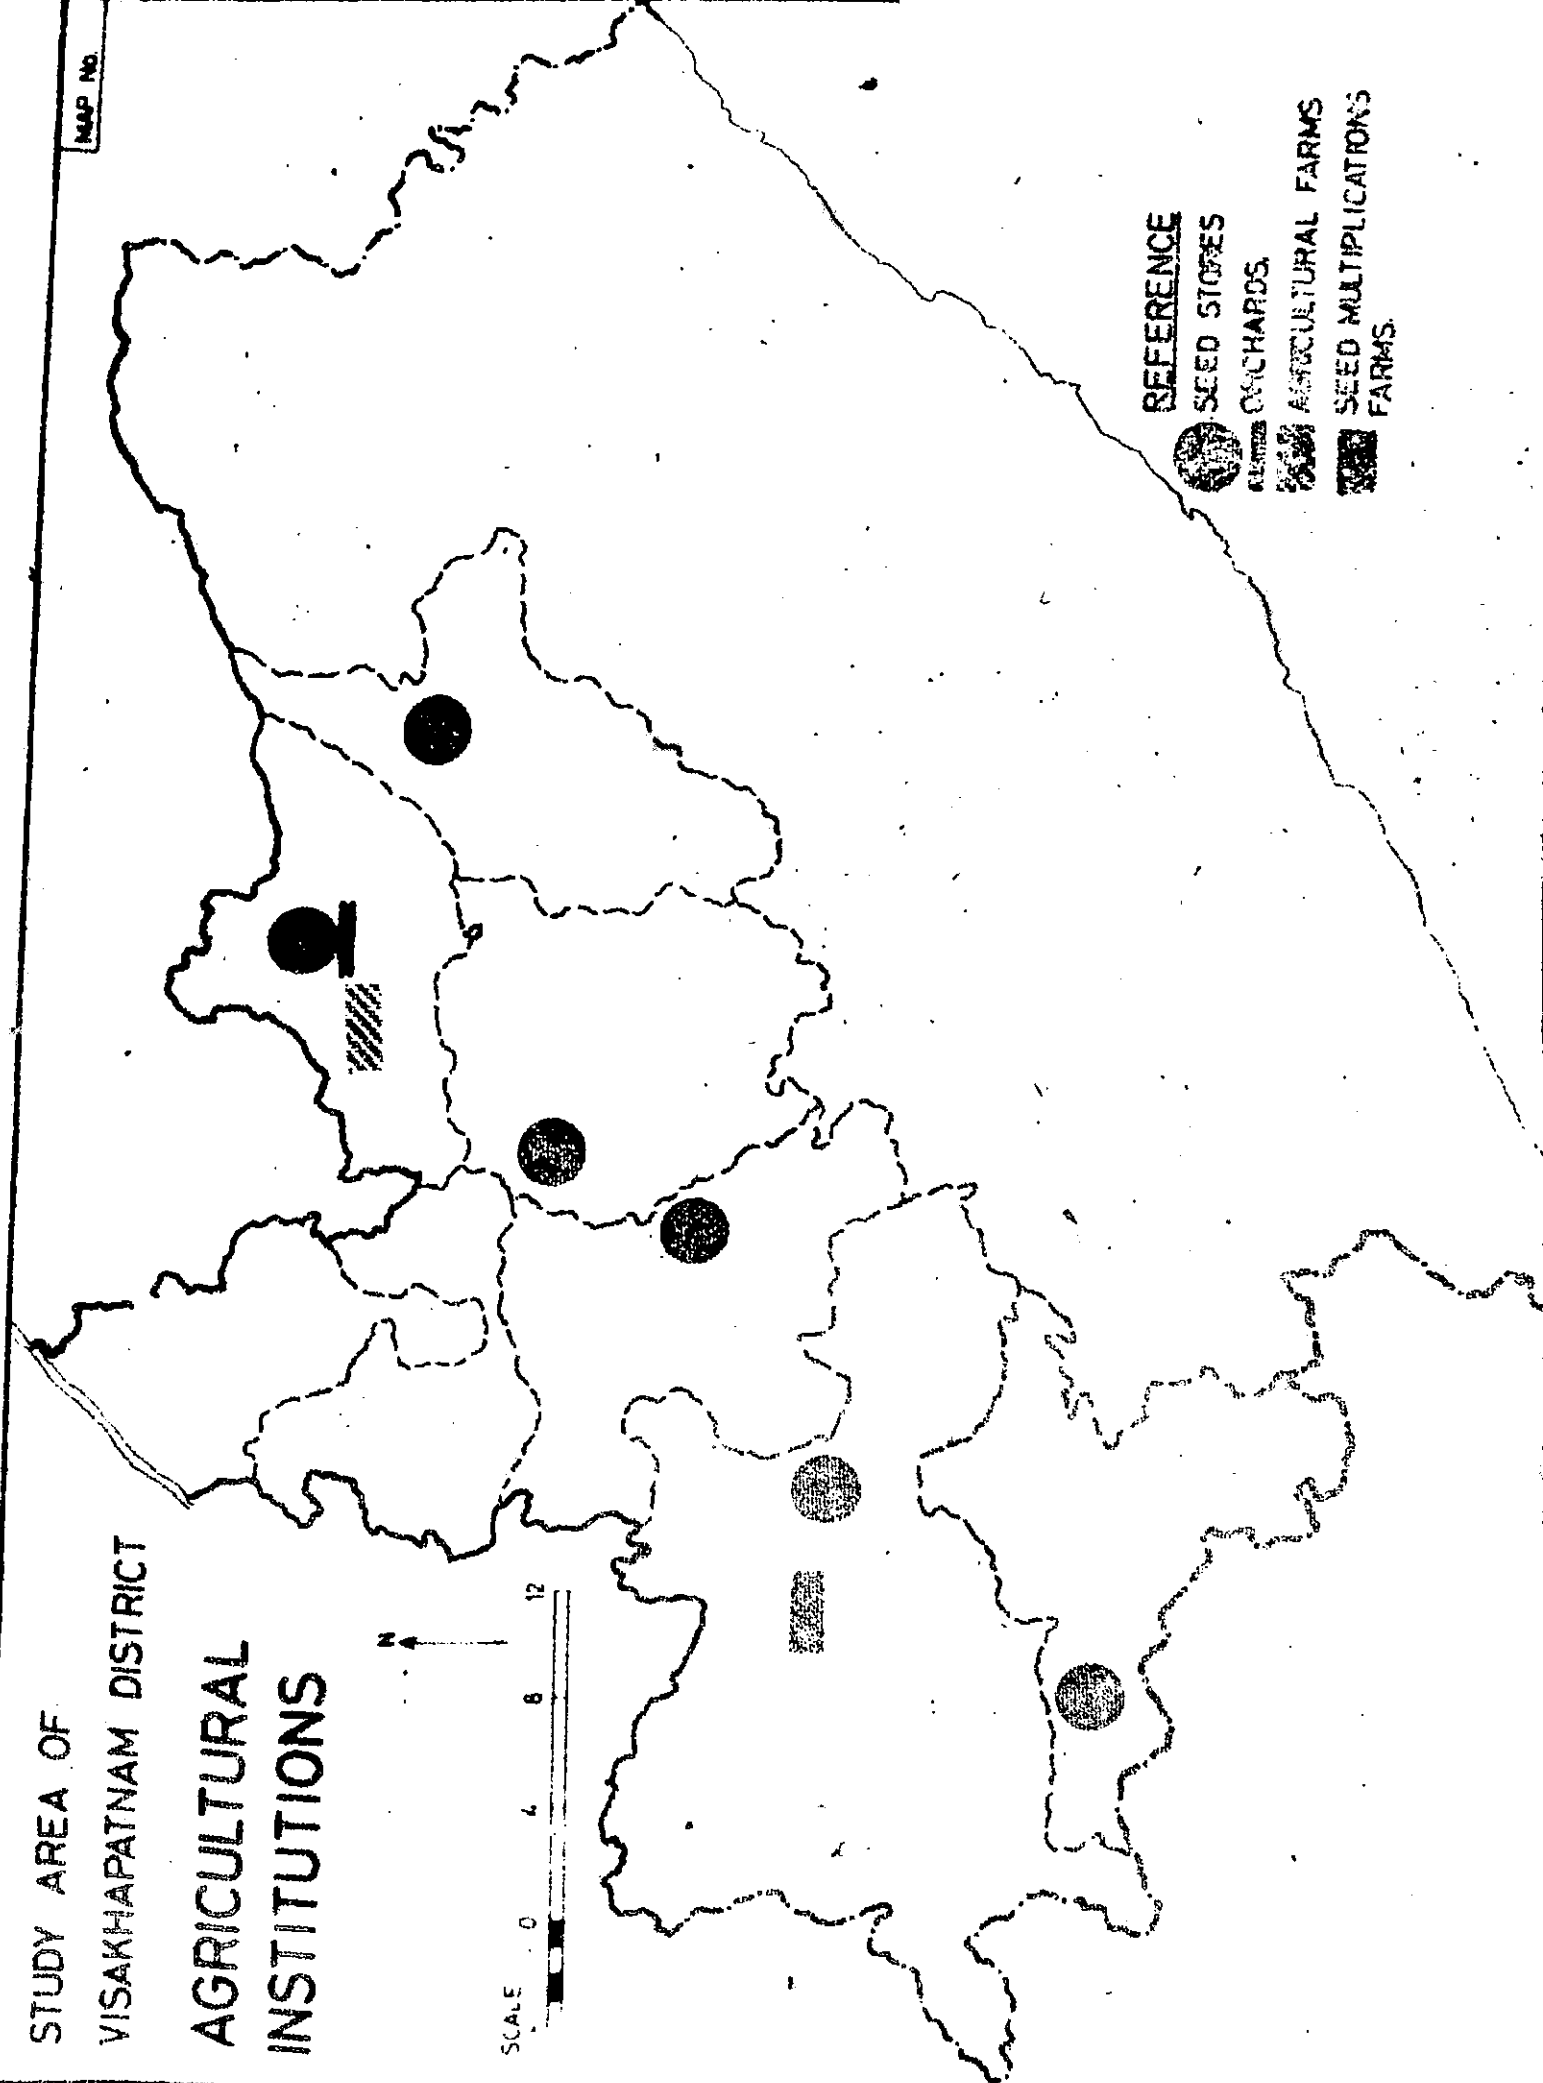 MAP No.
STUDY AREA OF
VISAKHAPATNAM DISTRICT
AGRICULTURAL
INSTITUTIONS
N
SCALE 0 4 8 12
REFERENCE
SEED STORES
ORCHARDS.
AGRICULTURAL FARMS
SEED MULTIPLICATIONS
FARMS.